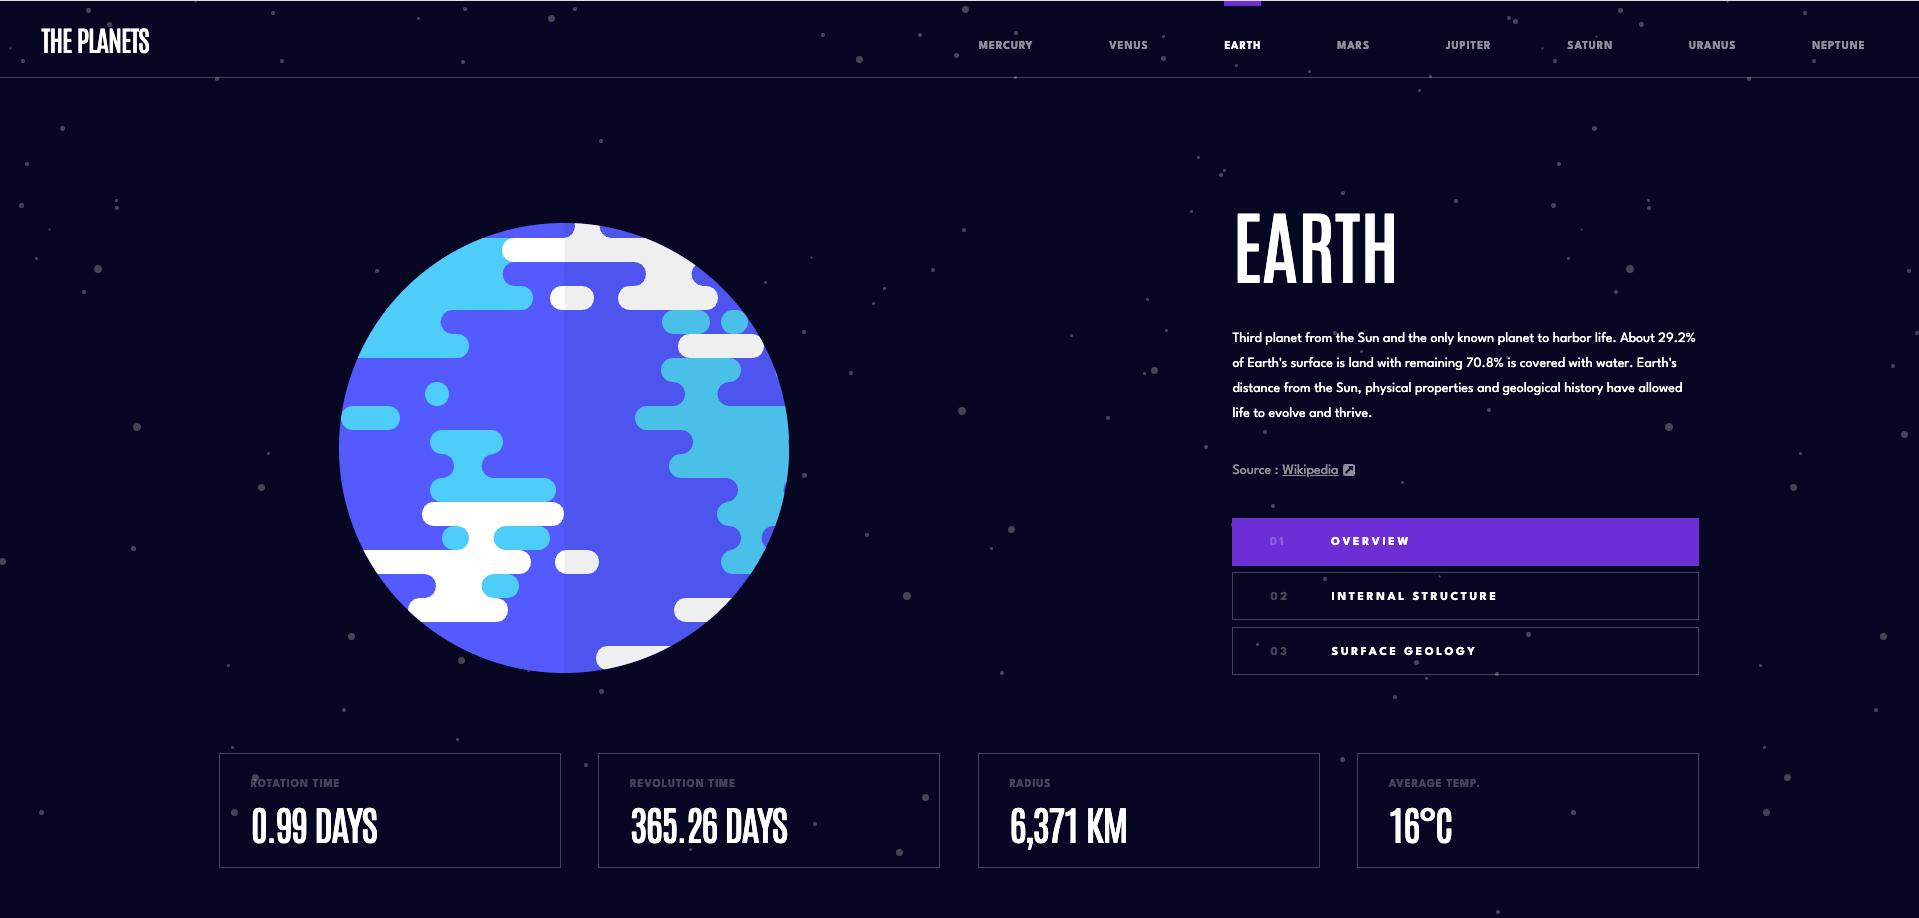 THE PLANETS
MERCURY
VENUS
EARTH
MARS
JUPITER
SATURN
URANUS
NEPTUNE
EARTH
Third planet from the Sun and the only known planet to harbor life. About 29.2%
of Earth's surface is land with remaining 70.8% is covered with water. Earth's
distance from the Sun, physical properties and geological history have allowed
life to evolve and thrive.
Source : Wikipedia
01 OVERVIEW
02 INTERNAL STRUCTURE
03 SURFACE GEOLOGY
ROTATION TIME
0.99 DAYS
REVOLUTION TIME
365.26 DAYS
RADIUS
6,371 KM
AVERAGE TEMP.
16°C